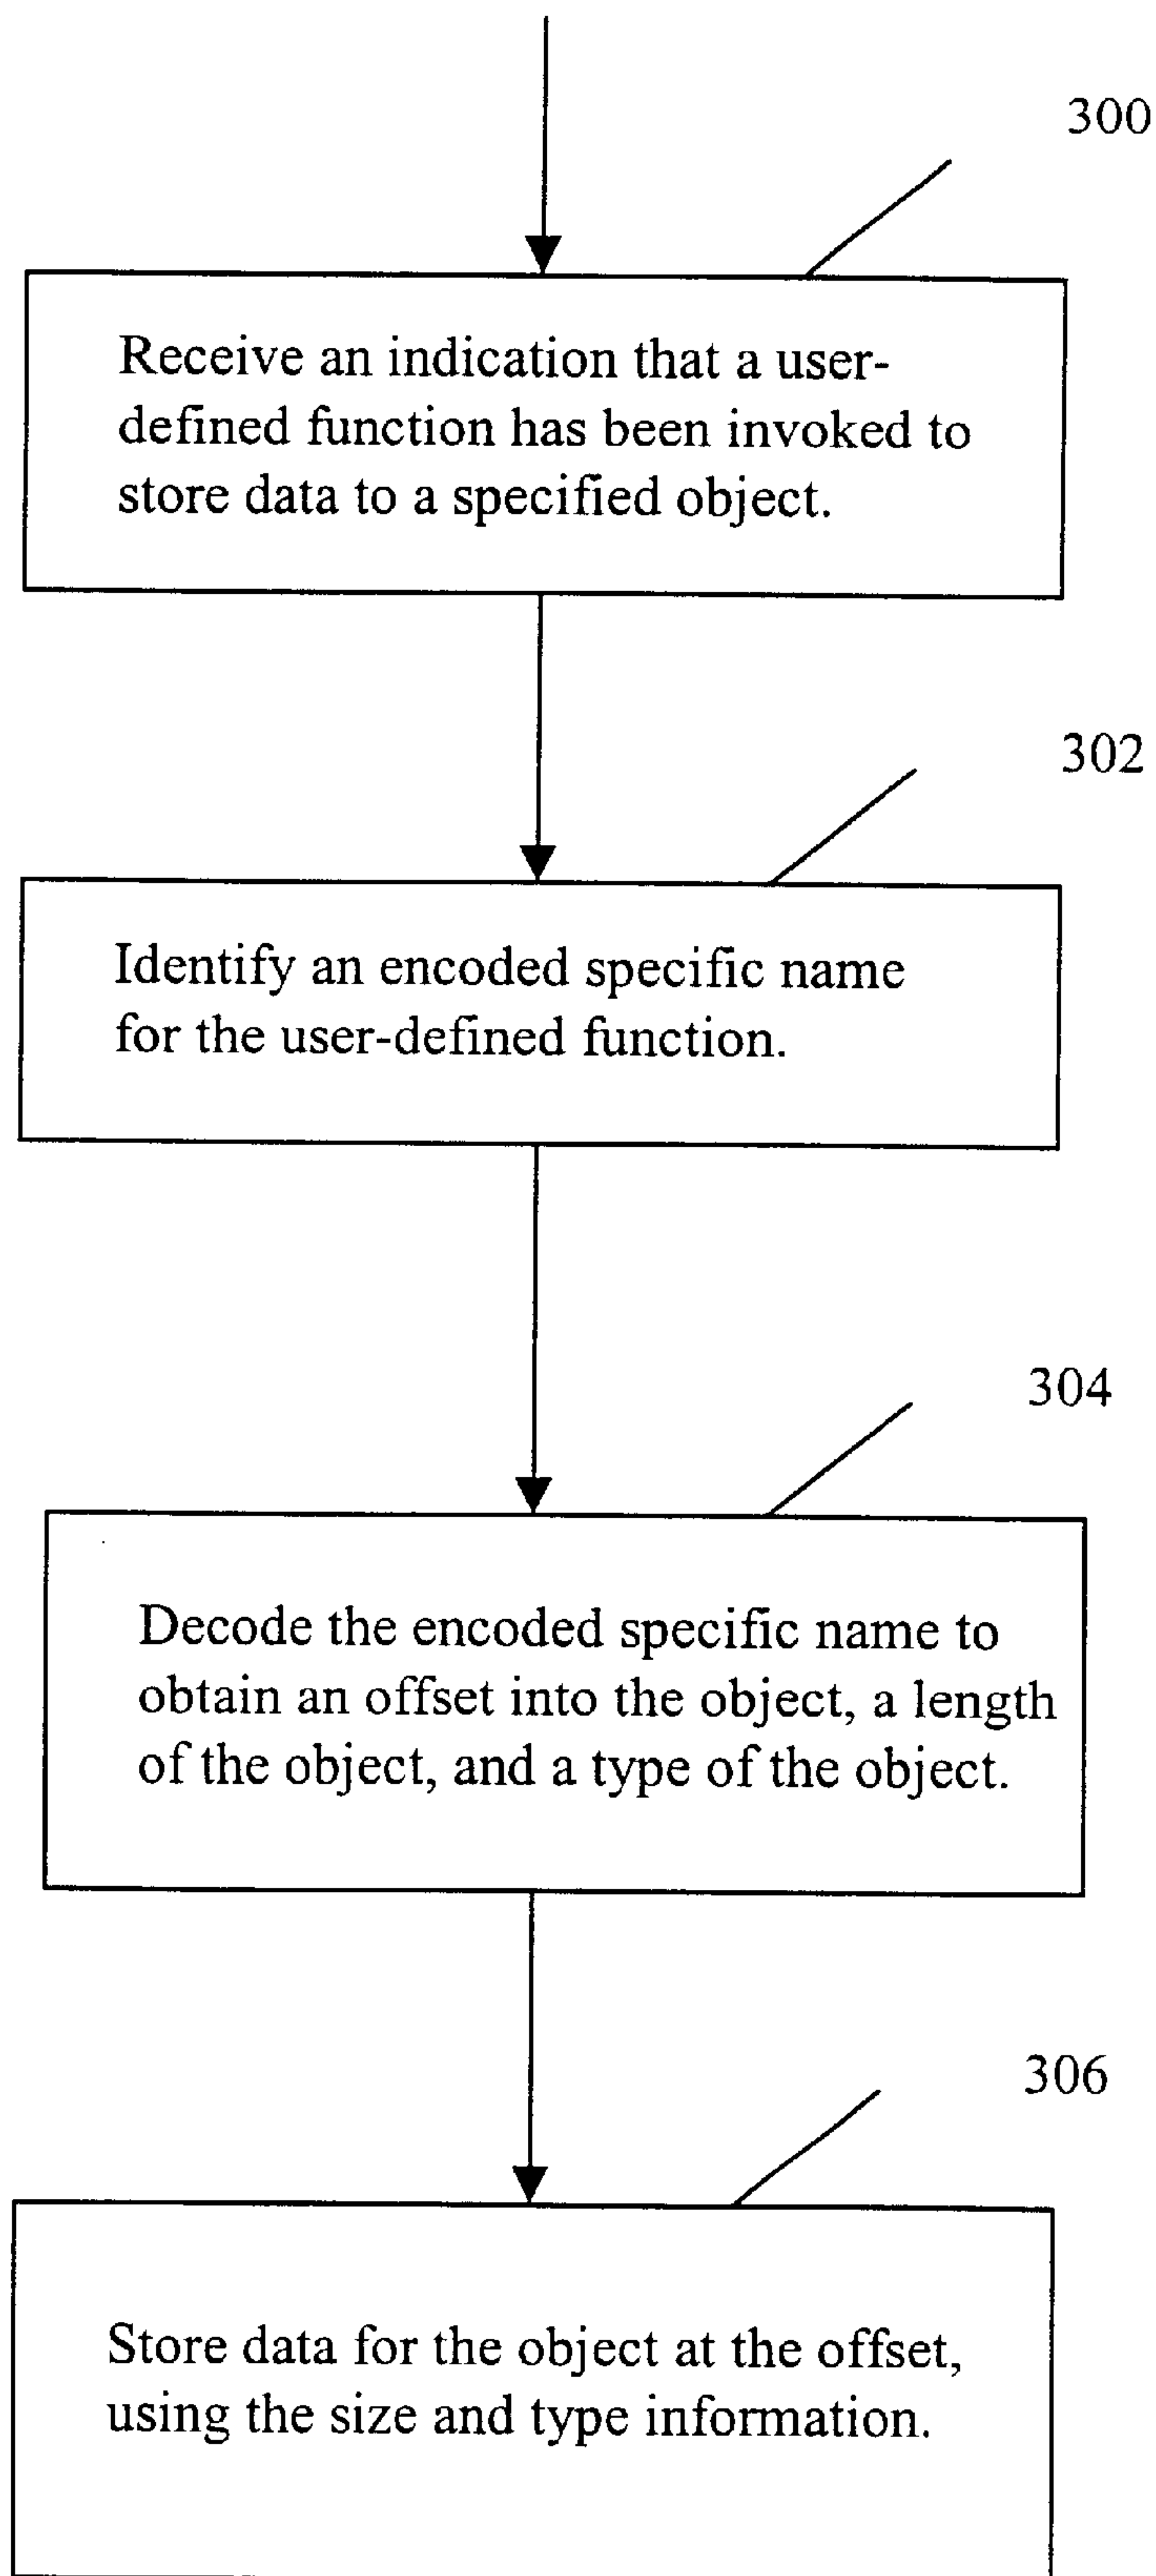 300
Receive an indication that a user-
defined function has been invoked to
store data to a specified object.
302
Identify an encoded specific name
for the user-defined function.
304
Decode the encoded specific name to
obtain an offset into the object, a length
of the object, and a type of the object.
306
Store data for the object at the offset,
using the size and type information.